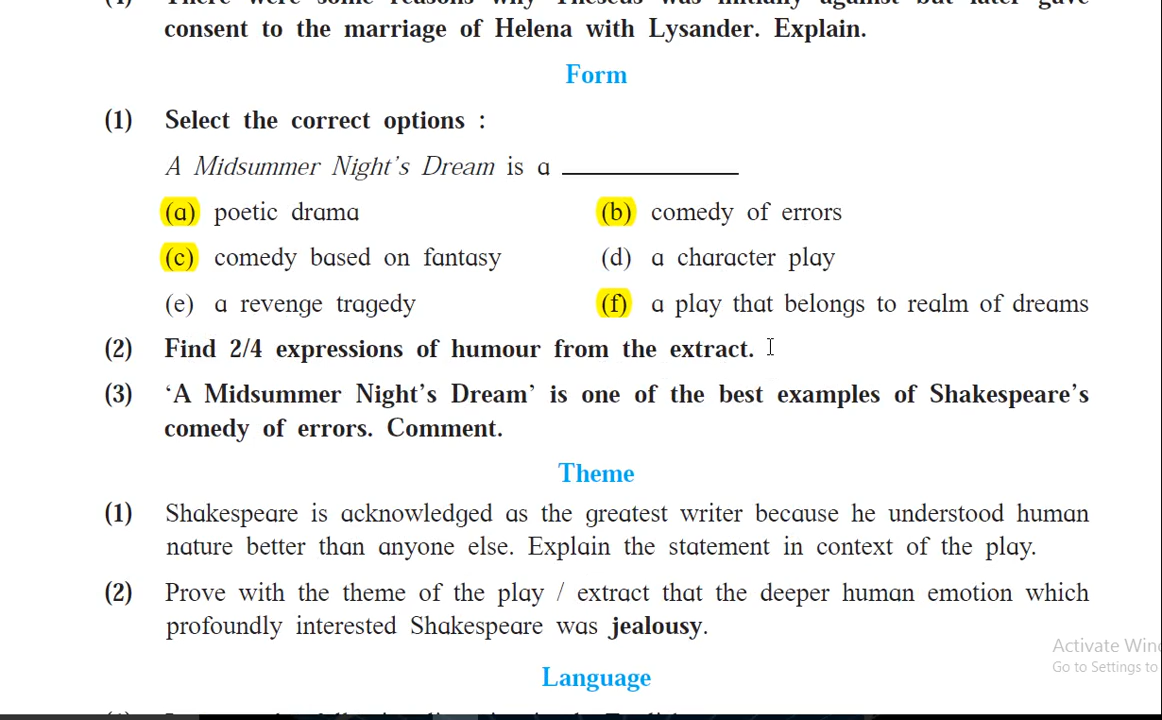 consent to the marriage of Helena with Lysander. Explain.
Form
(1) Select the correct options :
A Midsummer Night's Dream is a ____________
(a) poetic drama (b) comedy of errors
(c) comedy based on fantasy (d) a character play
(e) a revenge tragedy (f) a play that belongs to realm of dreams
(2) Find 2/4 expressions of humour from the extract.
(3) ‘A Midsummer Night's Dream’ is one of the best examples of Shakespeare's
comedy of errors. Comment.
Theme
(1) Shakespeare is acknowledged as the greatest writer because he understood human
nature better than anyone else. Explain the statement in context of the play.
(2) Prove with the theme of the play / extract that the deeper human emotion which
profoundly interested Shakespeare was jealousy.
Activate Win
Go to Settings to
Language